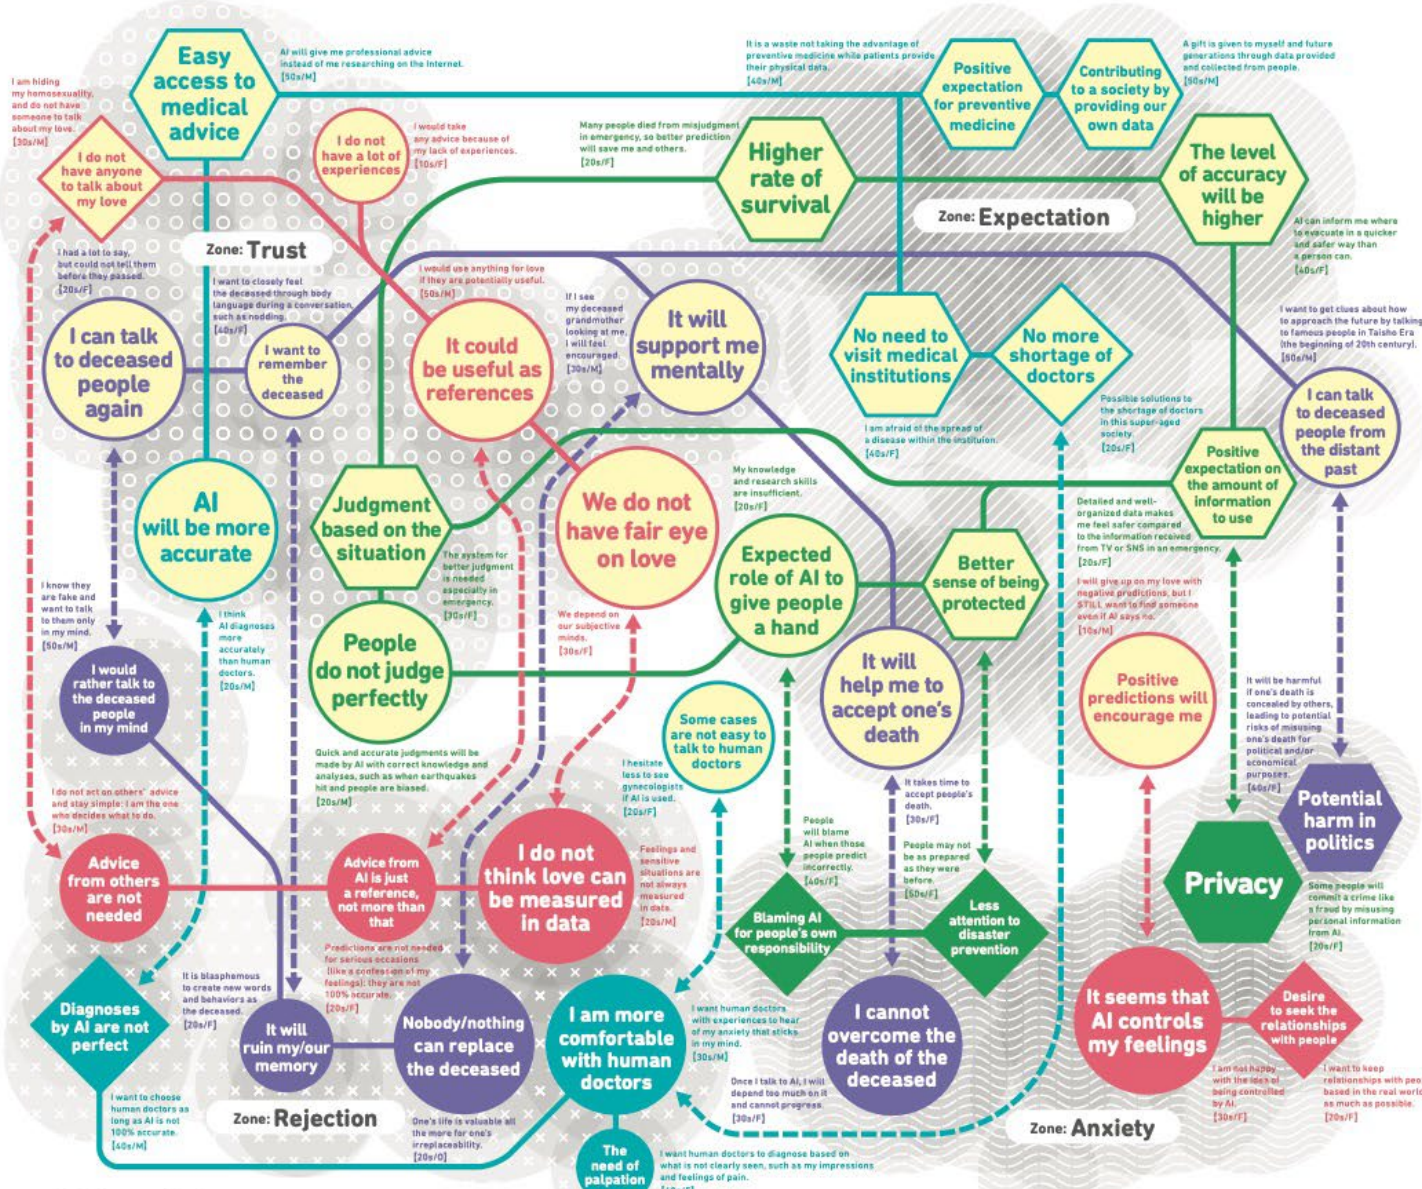 Easy
access to
medical
advice
AI will give me professional advice
instead of me researching on the Internet.
[50s/M]
It is a waste not taking the advantage of
preventive medicine while patients provide
their physical data.
[40s/M]
Positive
expectation
for preventive
medicine
Contributing
to a society by
providing our
own data
A gift is given to myself and future
generations through data provided
and collected from people.
[50s/M]
I am hiding
my homosexuality,
and do not have
someone to talk
about my love.
[30s/M]
I do not
have anyone
to talk about
my love
I do not
have a lot of
experiences
I would take
any advice because of
my lack of experiences.
[10s/F]
Many people died from misjudgment
in emergency, so better prediction
will save me and others.
[20s/F]
Higher
rate of
survival
The level
of accuracy
will be
higher
Zone: Trust
Zone: Expectation
AI can inform me where
to evacuate in a quicker
and safer way than
a person can.
[40s/F]
I had a lot to say,
but could not tell them
before they passed.
[20s/F]
I want to closely feel
the deceased through body
language during a conversation,
such as nodding.
[40s/F]
I would use anything for love
if they are potentially useful.
[50s/M]
If I see
my deceased
grandmother
looking at me,
I will feel
encouraged.
[30s/M]
I want to get clues about how
to approach the future by talking
to famous people in Taisho Era
(the beginning of 20th century).
[50s/M]
I can talk
to deceased
people
again
I want to
remember
the
deceased
It could
be useful as
references
It will
support me
mentally
No need to
visit medical
institutions
No more
shortage of
doctors
I can talk
to deceased
people from
the distant
past
I am afraid of the spread of
a disease within the instituion.
[40s/F]
Possible solutions to
the shortage of doctors
in this super-aged
society.
[20s/F]
Positive
expectation on
the amount of
information
to use
AI
will be more
accurate
Judgment
based on the
situation
The system for
better judgment
is needed
especially in
emergency.
[30s/F]
We do not
have fair eye
on love
My knowledge
and research skills
are insufficient.
[20s/F]
Expected
role of AI to
give people
a hand
Better
sense of being
protected
Detailed and well-
organized data makes
me feel safer compared
to the information received
from TV or SNS in an emergency.
[20s/F]
I will give up on my love with
negative predictions, but I
STILL want to find someone
even if AI says no.
[10s/M]
I know they
are fake and
want to talk
to them only
in my mind.
[50s/M]
I think
AI diagnoses
more
accurately
than human
doctors.
[20s/M]
We depend on
our subjective
minds.
[30s/F]
People
do not judge
perfectly
I would
rather talk to
the deceased
people
in my mind
It will
help me to
accept one's
death
Positive
predictions will
encourage me
It will be harmful
if one's death is
concealed by others,
leading to potential
risks of misusing
one's death for
political and/or
economical
purposes.
[40s/F]
Some cases
are not easy to
talk to human
doctors
Quick and accurate judgments will be
made by AI with correct knowledge and
analyses, such as when earthquakes
hit and people are biased.
[20s/M]
I hesitate
less to see
gynecologists
if AI is used.
[20s/F]
It takes time to
accept people's
death.
[30s/F]
I do not act on others' advice
and stay simple: I am the one
who decides what to do.
[30s/M]
People
will blame
AI when those
people predict
incorrectly.
[40s/F]
People may not
be as prepared
as they were
before.
[50s/F]
Potential
harm in
politics
Advice
from others
are not
needed
Advice from
AI is just
a reference,
not more than
that
I do not
think love can
be measured
in data
Feelings and
sensitive
situations are
not always
measured
in data.
[20s/M]
Privacy
Some people will
commit a crime like
a fraud by misusing
personal information
from AI.
[20s/F]
Blaming AI
for people's own
responsibility
Less
attention to
disaster
prevention
Predictions are not needed
for serious occasions
(like a confession of my
feelings); they are not
100% accurate.
[20s/F]
It is blasphemous
to create new words
and behaviors as
the deceased.
[20s/F]
Diagnoses
by AI are not
perfect
It will
ruin my/our
memory
Nobody/nothing
can replace
the deceased
I am more
comfortable
with human
doctors
I want human doctors
with experiences to hear
of my anxiety that sticks
in my mind.
[30s/M]
I cannot
overcome the
death of the
deceased
It seems that
AI controls
my feelings
Desire
to seek the
relationships
with people
Once I talk to AI, I will
depend too much on it
and cannot progress.
[30s/F]
I am not happy
with the idea of
being controlled
by AI.
[30s/F]
I want to keep
relationships with peo
based in the real world
as much as possible.
[20s/F]
I want to choose
human doctors as
long as AI is not
100% accurate.
[40s/M]
Zone: Rejection
One's life is valuable all
the more for one's
irreplaceability.
[20s/O]
Zone: Anxiety
The
need of
palpation
I want human doctors to diagnose based on
what is not clearly seen, such as my impressions
and feelings of pain.